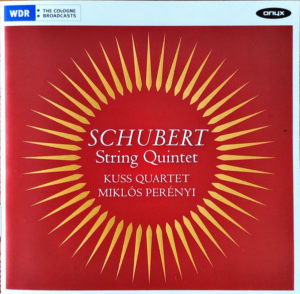 WDR
THE COLOGNE
BROADCASTS
onyx
SCHUBERT
String Quintet
KUSS QUARTET
MIKLÓS PERÉNYI